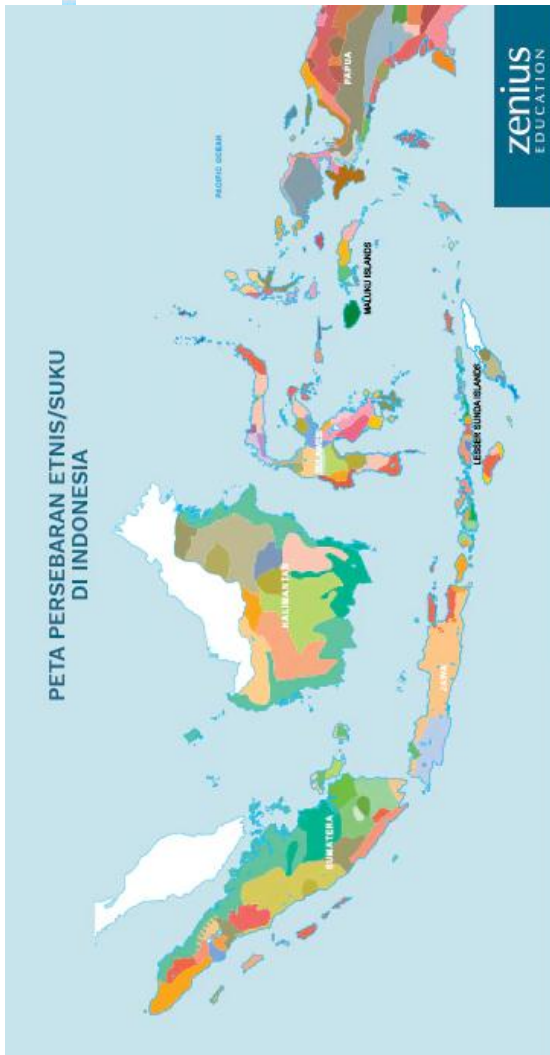 PETA PERSEBARAN ETNIS/SUKU
DI INDONESIA
zenius
EDUCATION
PACIFIC OCEAN
PAPUA
MALUKU ISLANDS
KALIMANTAN
LESSER SUNDA ISLANDS
SUMATERA
JAWA